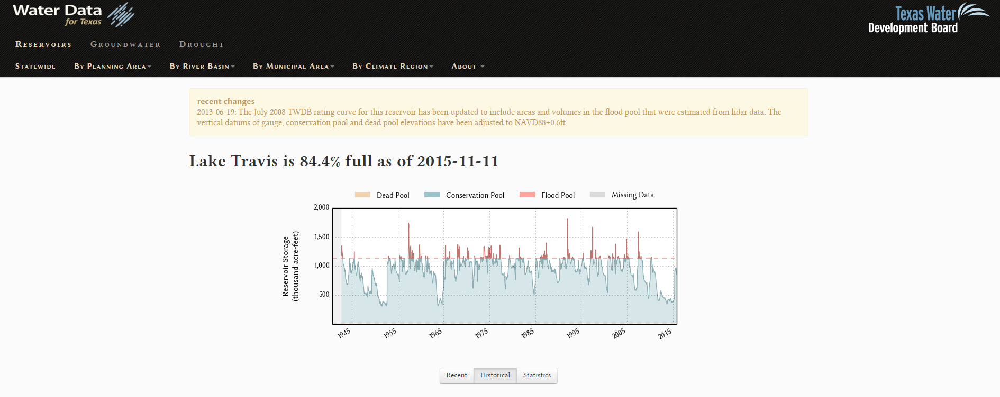 Water Data
for Texas
Texas Water
Development Board
Reservoirs Groundwater Drought
Statewide By Planning Area By River Basin By Municipal Area By Climate Region About
recent changes
2013-06-19: The July 2008 TWDB rating curve for this reservoir has been updated to include areas and volumes in the flood pool that were estimated from lidar data. The
vertical datums of gauge, conservation pool and dead pool elevations have been adjusted to NAVD88+0.6ft.
Lake Travis is 84.4% full as of 2015-11-11
Dead Pool Conservation Pool Flood Pool Missing Data
Reservoir Storage
(thousand acre-feet)
2,000
1,500
1,000
500
1945 1955 1965 1975 1985 1995 2005 2015
Recent Historical Statistics